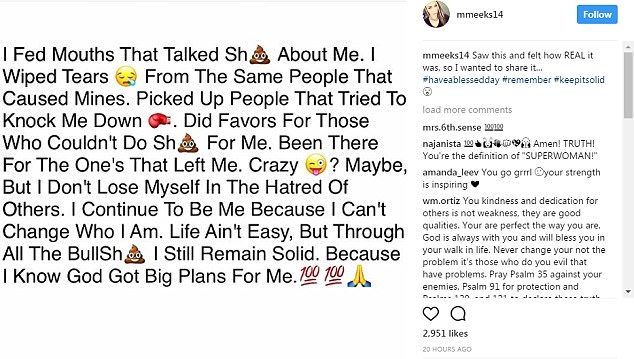 I Fed Mouths That Talked Sh💩 About Me. I
Wiped Tears 😪 From The Same People That
Caused Mines. Picked Up People That Tried To
Knock Me Down 🥊. Did Favors For Those
Who Couldn't Do Sh💩 For Me. Been There
For The One's That Left Me. Crazy 😜? Maybe,
But I Don't Lose Myself In The Hatred Of
Others. I Continue To Be Me Because I Can't
Change Who I Am. Life Ain't Easy, But Through
All The BullSh💩 I Still Remain Solid. Because
I Know God Got Big Plans For Me.💯💯🙏
mmeeks14
Follow
mmeeks14 Saw this and felt how REAL it
was, so I wanted to share it...
#haveablessedday #remember #keepitsolid
load more comments
mrs.6th.sense 💯💯
najanista 💯 Amen! TRUTH!
You're the definition of "SUPERWOMAN!"
amanda_leev You go grrrl your strength
is inspiring ❤
wm.ortiz You kindness and dedication for
others is not weakness, they are good
qualities. Your are perfect the way you are.
God is always with you and will bless you in
your walk in life. Never change your not the
problem it's those who do you evil that
have problems. Pray Psalm 35 against your
enemies. Psalm 91 for protection and
2,951 likes
20 HOURS AGO